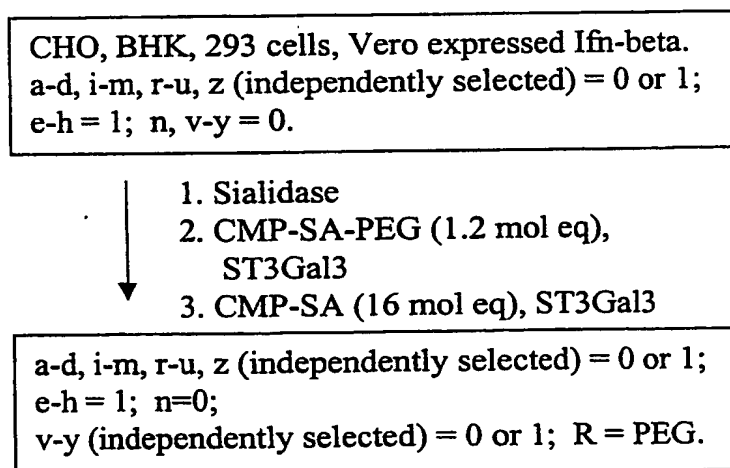 CHO, BHK, 293 cells, Vero expressed Ifn-beta.
a-d, i-m, r-u, z (independently selected) = 0 or 1;
e-h = 1; n, v-y = 0.
1. Sialidase
2. CMP-SA-PEG (1.2 mol eq),
ST3Gal3
3. CMP-SA (16 mol eq), ST3Gal3
a-d, i-m, r-u, z (independently selected) = 0 or 1;
e-h = 1; n=0;
v-y (independently selected) = 0 or 1; R = PEG.